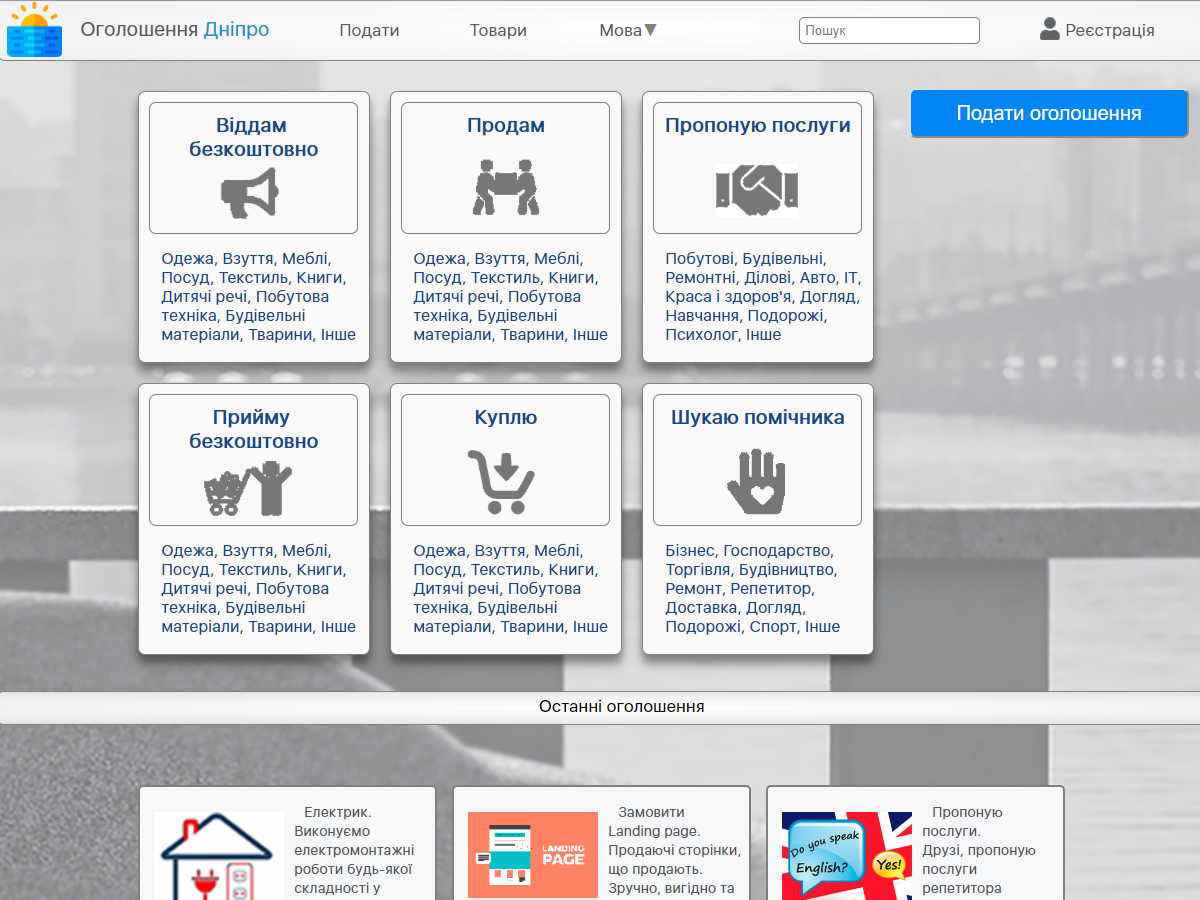 Оголошення Дніпро
Подати
Товари
Мова▼
Пошук
Реєстрація
Віддам
безкоштовно
Одежа, Взуття, Меблі,
Посуд, Текстиль, Книги,
Дитячі речі, Побутова
техніка, Будівельні
матеріали, Тварини, Інше
Продам
Одежа, Взуття, Меблі,
Посуд, Текстиль, Книги,
Дитячі речі, Побутова
техніка, Будівельні
матеріали, Тварини, Інше
Пропоную послуги
Побутові, Будівельні,
Ремонтні, Ділові, Авто, ІТ,
Краса і здоров'я, Догляд,
Навчання, Подорожі,
Психолог, Інше
Подати оголошення
Прийму
безкоштовно
Одежа, Взуття, Меблі,
Посуд, Текстиль, Книги,
Дитячі речі, Побутова
техніка, Будівельні
матеріали, Тварини, Інше
Куплю
Одежа, Взуття, Меблі,
Посуд, Текстиль, Книги,
Дитячі речі, Побутова
техніка, Будівельні
матеріали, Тварини, Інше
Шукаю помічника
Бізнес, Господарство,
Торгівля, Будівництво,
Ремонт, Репетитор,
Доставка, Догляд,
Подорожі, Спорт, Інше
Останні оголошення
Електрик.
Виконуємо
електромонтажні
роботи будь-якої
складності у
LANDING
PAGE
Замовити
Landing page.
Продаючі сторінки,
що продають.
Зручно, вигідно та
Do you speak
English?
Yes!
Пропоную
послуги.
Друзі, пропоную
послуги
репетитора